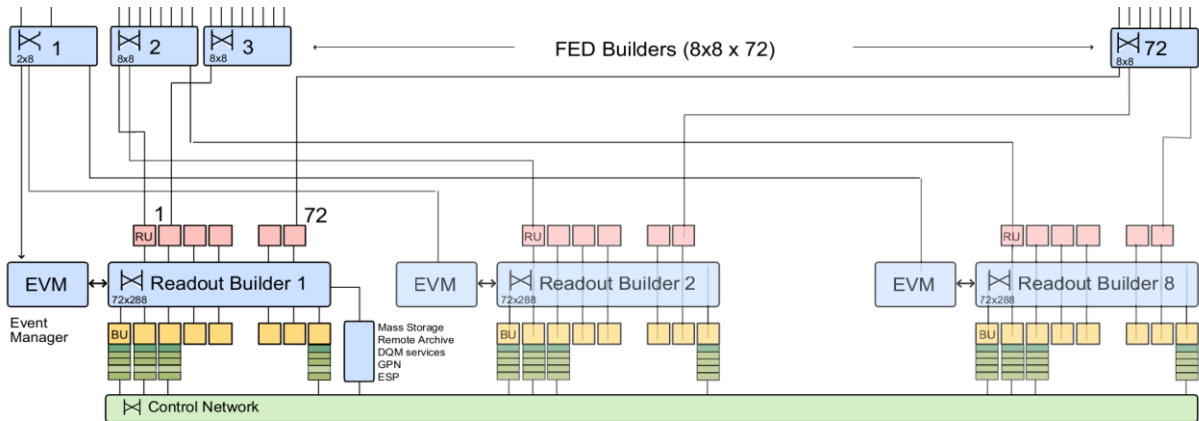 1
2x8
2
8x8
3
8x8
FED Builders (8x8 x 72)
72
8x8
1
72
RU
RU
RU
EVM
Readout Builder 1
72x288
EVM
Readout Builder 2
72x288
EVM
Readout Builder 8
72x288
Event
Manager
BU
Mass Storage
Remote Archive
DQM services
GPN
ESP
BU
BU
Control Network